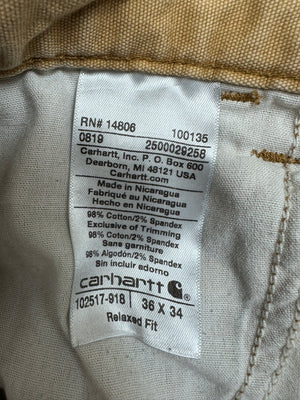 RN# 14806 100135
0819 2500029258
Carhartt, Inc. P. O. Box 600
Dearborn, MI 48121 USA
Carhartt.com
Made in Nicaragua
Fabriqué au Nicaragua
Hecho en Nicaragua
98% Cotton/2% Spandex
Exclusive of Trimming
98% Coton/2% Spandex
Sans garniture
98% Algodón/2% Spandex
Sin incluir adorno
carhartt
102517-918 36 X 34
Relaxed Fit